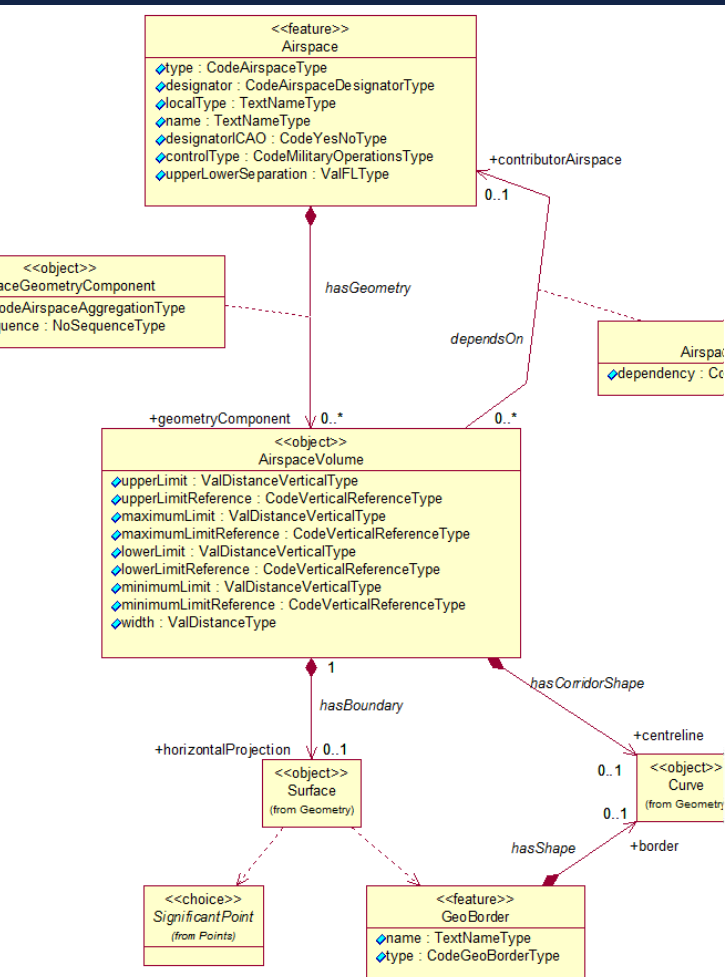 <<feature>>
Airspace
type : CodeAirspaceType
designator : CodeAirspaceDesignatorType
localType : TextNameType
name : TextNameType
designatorICAO : CodeYesNoType
controlType : CodeMilitaryOperationsType
upperLowerSeparation : ValFLType
+contributorAirspace
0..1
<<object>>
aceGeometryComponent
odeAirspaceAggregationType
quence : NoSequenceType
hasGeometry
dependsOn
Airspa
dependency : Co
+geometryComponent
0..*
0..*
<<object>>
AirspaceVolume
upperLimit : ValDistanceVerticalType
upperLimitReference : CodeVerticalReferenceType
maximumLimit : ValDistanceVerticalType
maximumLimitReference : CodeVerticalReferenceType
lowerLimit : ValDistanceVerticalType
lowerLimitReference : CodeVerticalReferenceType
minimumLimit : ValDistanceVerticalType
minimumLimitReference : CodeVerticalReferenceType
width : ValDistanceType
1
hasCorridorShape
hasBoundary
+centreline
+horizontalProjection
0..1
<<object>>
Surface
(from Geometry)
0..1
<<object>>
Curve
(from Geometry
0..1
hasShape
+border
<<choice>>
SignificantPoint
(from Points)
<<feature>>
GeoBorder
name : TextNameType
type : CodeGeoBorderType